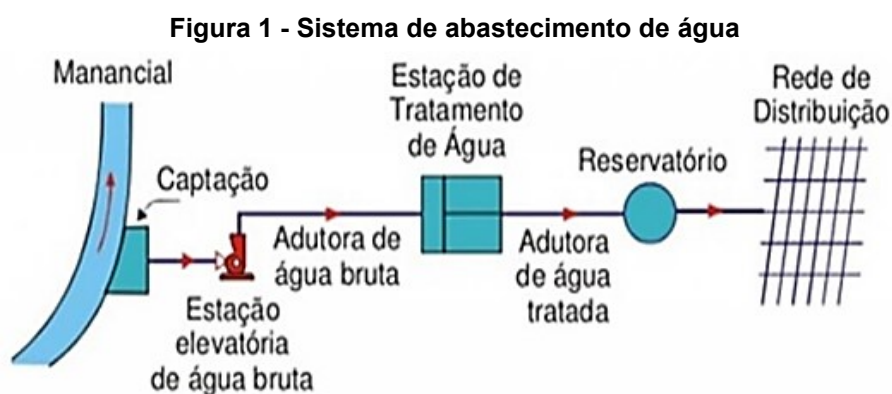 Figura 1 - Sistema de abastecimento de água
Manancial
Captação
Estação
elevatória
de água bruta
Adutora de
água bruta
Estação de
Tratamento
de Água
Adutora
de água
tratada
Reservatório
Rede de
Distribuição